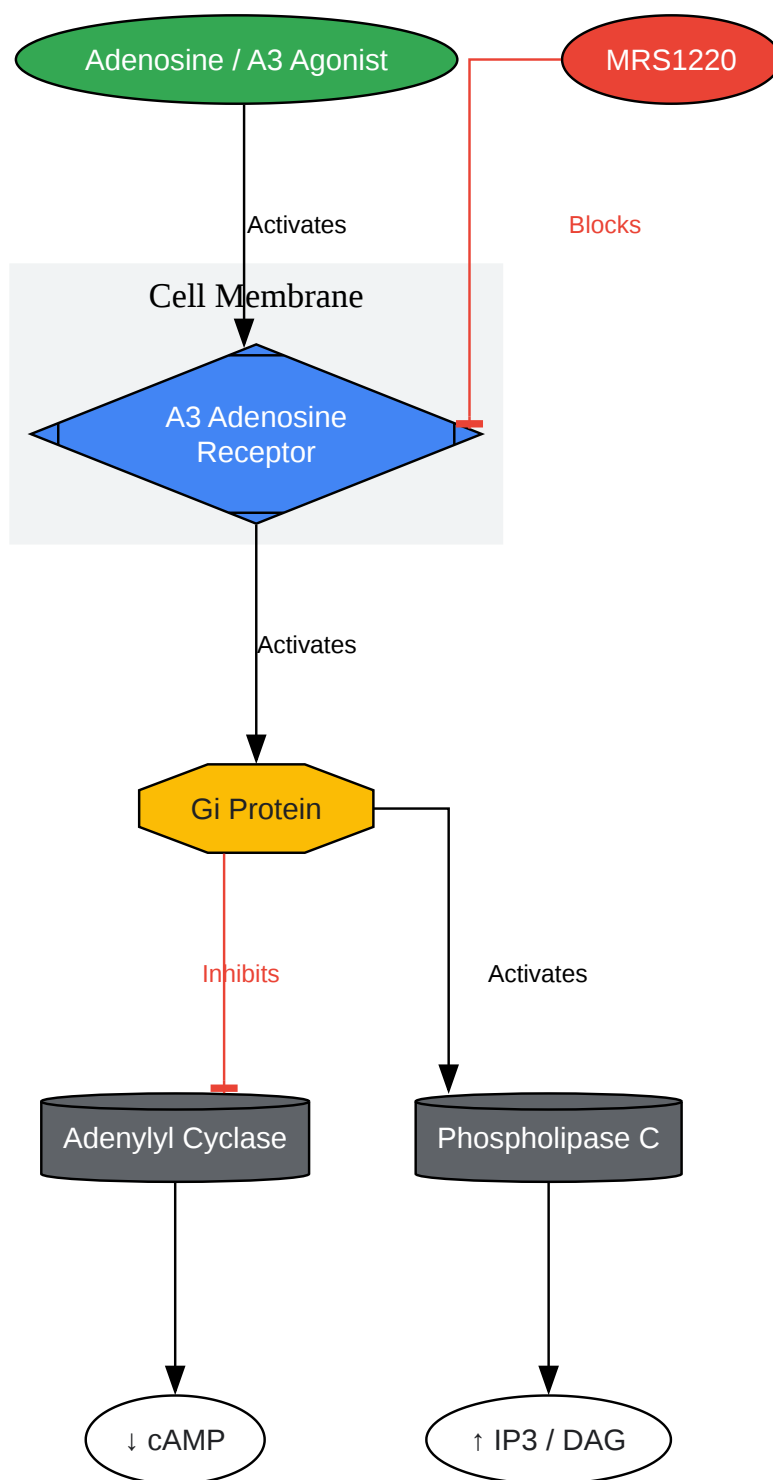 Adenosine / A3 Agonist
MRS1220
Activates
Blocks
Cell Membrane
A3 Adenosine
Receptor
Activates
Gi Protein
Inhibits
Activates
Adenylyl Cyclase
Phospholipase C
↓ cAMP
↑ IP3 / DAG